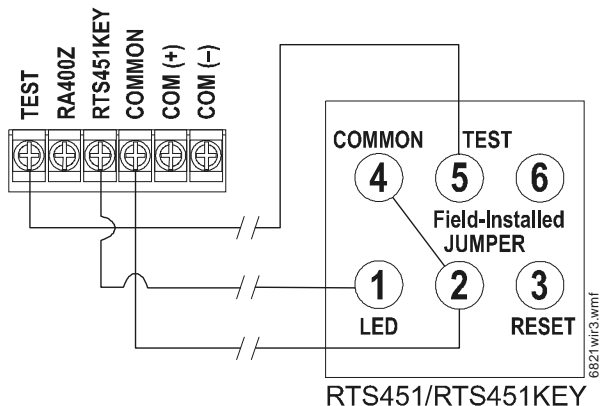 TEST
RA400Z
RTS451KEY
COMMON
COM (+)
COM (–)
COMMON
TEST
4
5
6
Field-Installed
JUMPER
1
2
3
LED
RESET
6821wir3.wmf
RTS451/RTS451KEY